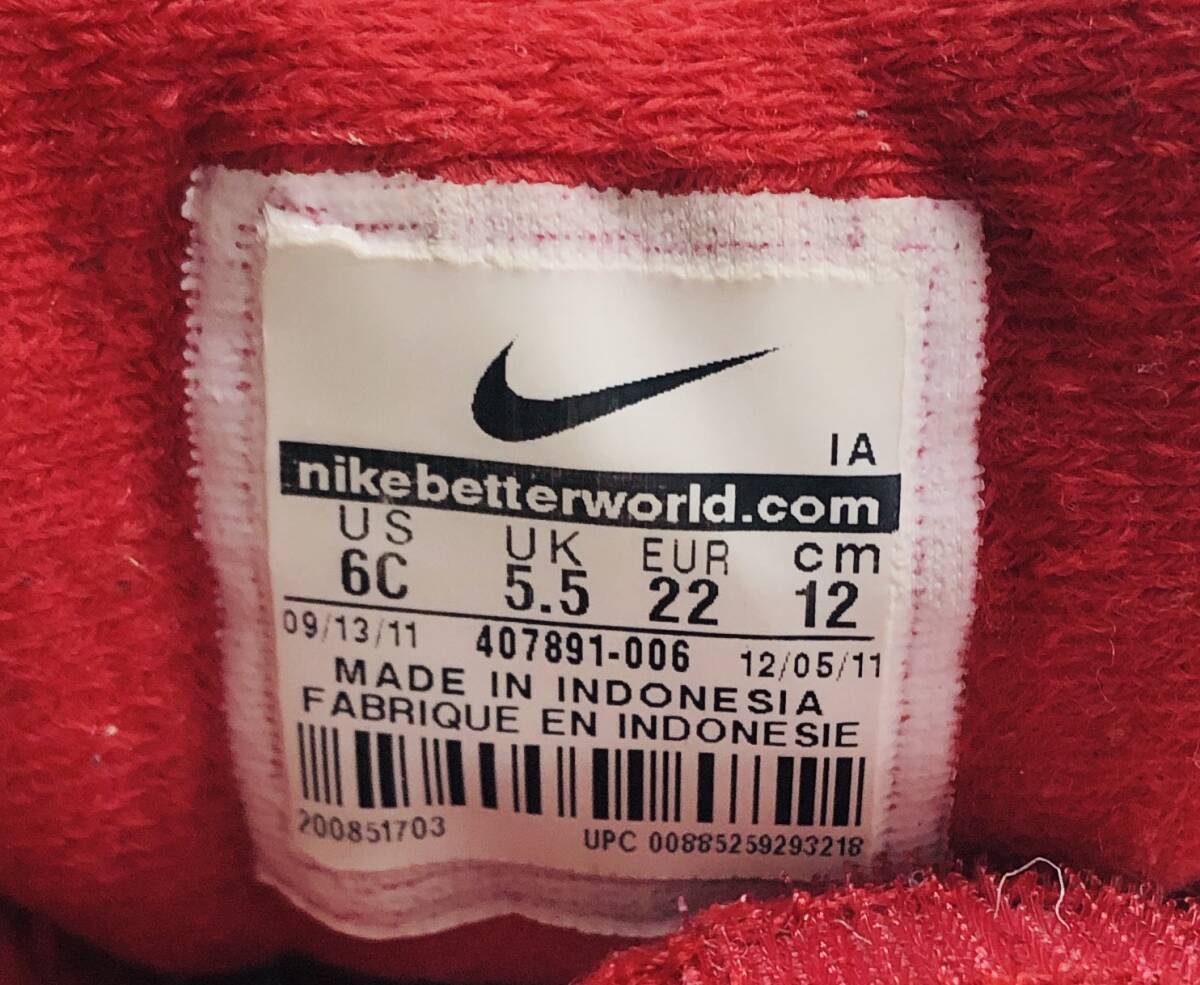 IA
nikebetterworld.com
US UK EUR cm
6C 5.5 22 12
09/13/11 407891-006 12/05/11
MADE IN INDONESIA
FABRIQUE EN INDONESIE
200851703 UPC 00885259293218